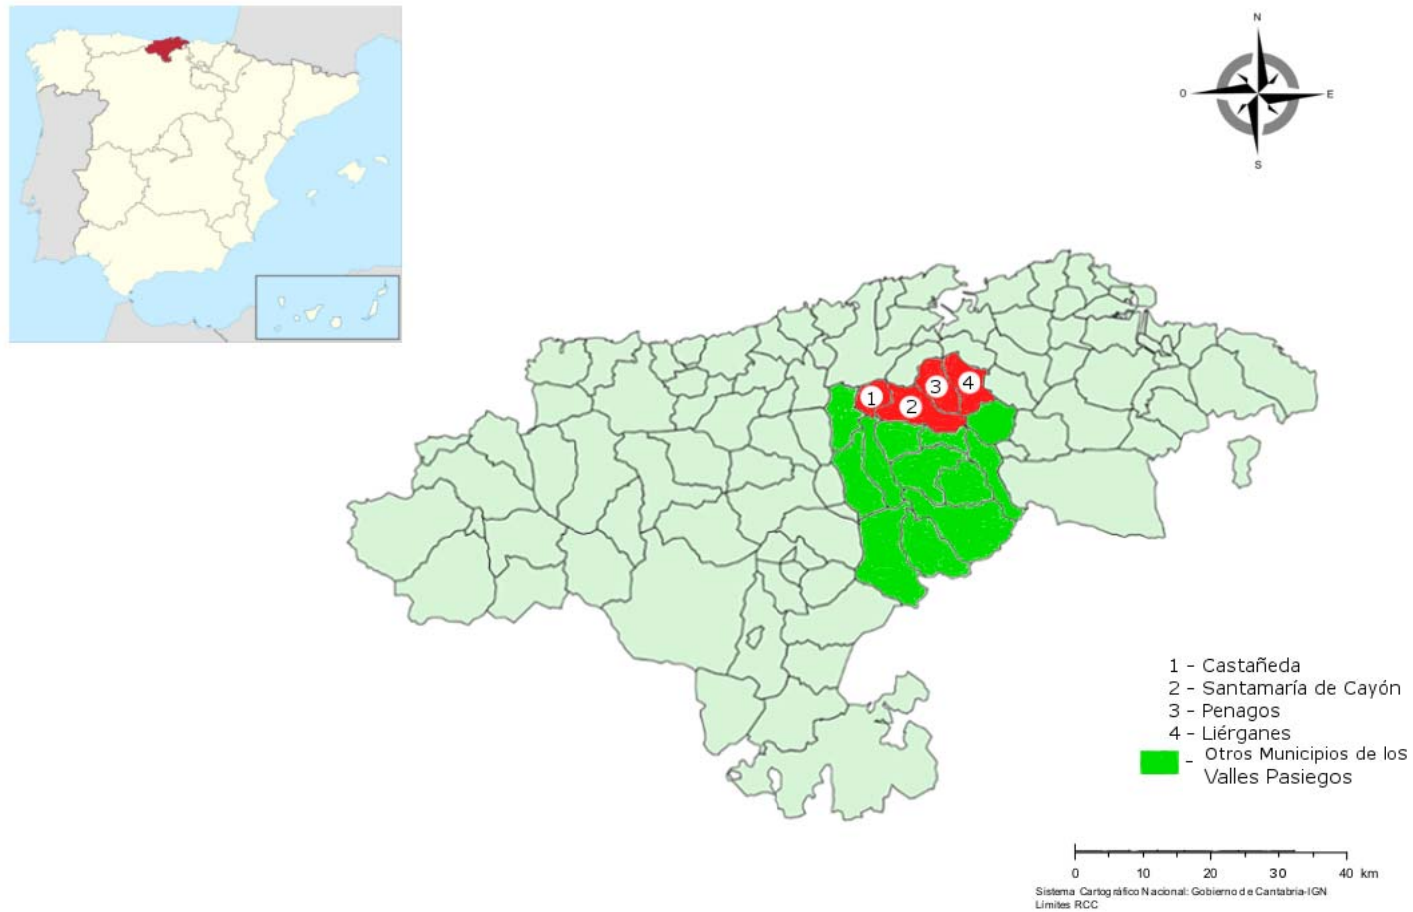 N
O
E
S
1
2
3
4
1 - Castañeda
2 - Santamaría de Cayón
3 - Penagos
4 - Liérganes
- Otros Municipios de los
Valles Pasiegos
0 10 20 30 40 km
Sistema Cartográfico Nacional: Gobierno de Cantabria-IGN
Límites RCC